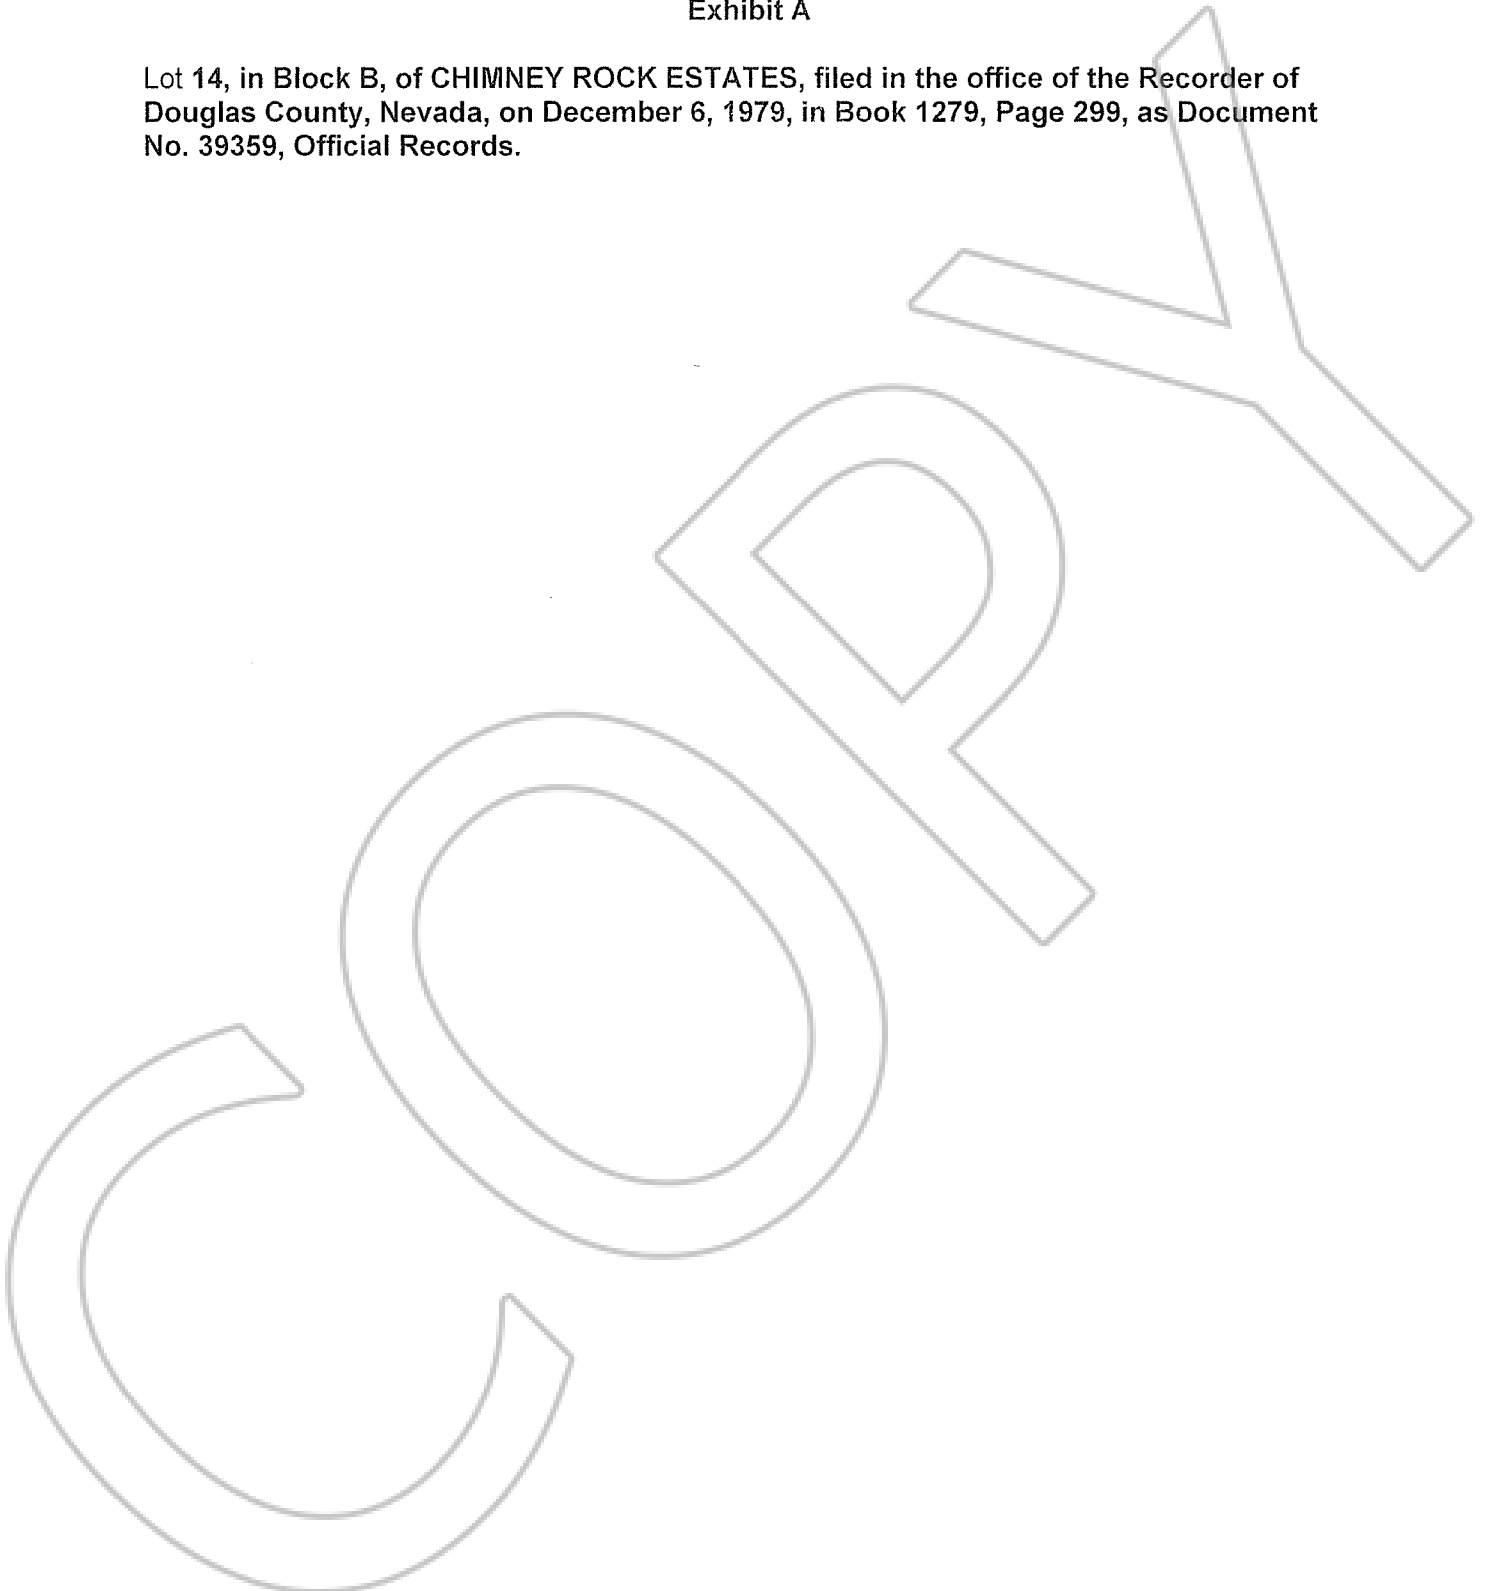 Exhibit A
Lot 14, in Block B, of CHIMNEY ROCK ESTATES, filed in the office of the Recorder of
Douglas County, Nevada, on December 6, 1979, in Book 1279, Page 299, as Document
No. 39359, Official Records.
COPY